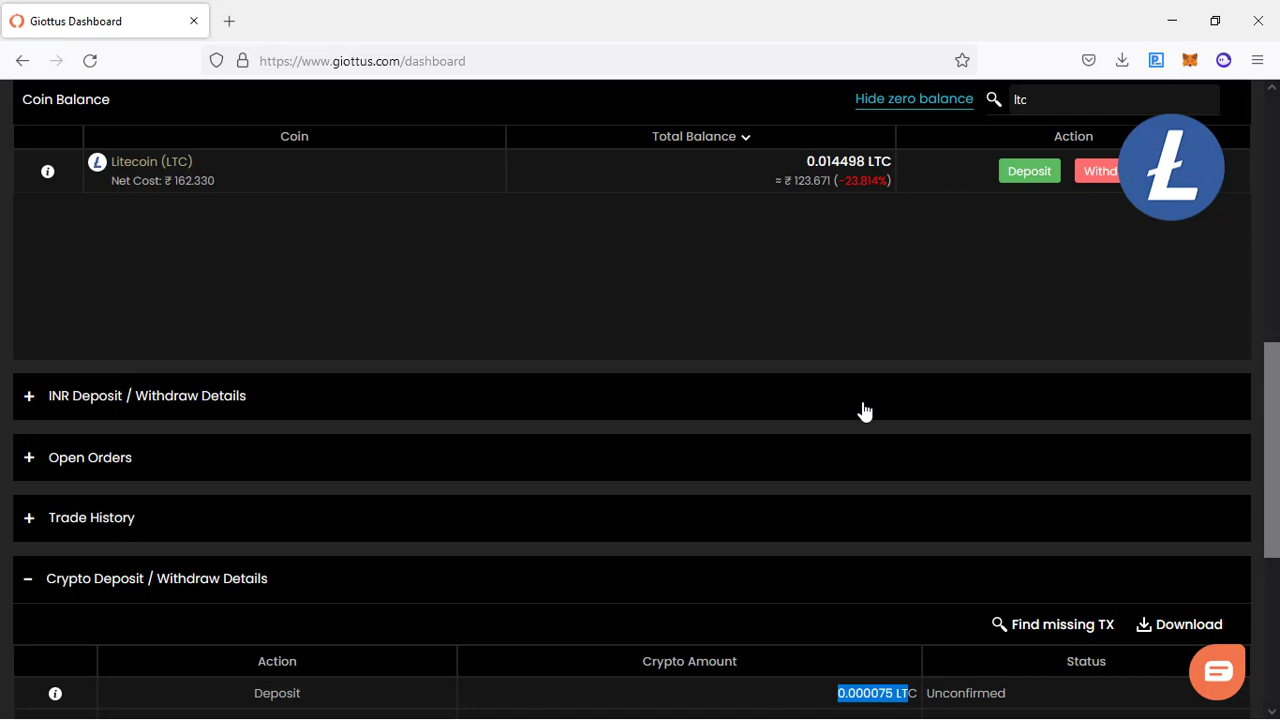 Giottus Dashboard
https://www.giottus.com/dashboard
Coin Balance
Hide zero balance
ltc
Coin
Total Balance
Action
Litecoin (LTC)
Net Cost: ₹ 162.330
0.014498 LTC
≈ ₹ 123.671 (-23.814%)
Deposit
Withd
INR Deposit / Withdraw Details
Open Orders
Trade History
Crypto Deposit / Withdraw Details
Find missing TX
Download
Action
Crypto Amount
Status
Deposit
0.000075 LTC
Unconfirmed